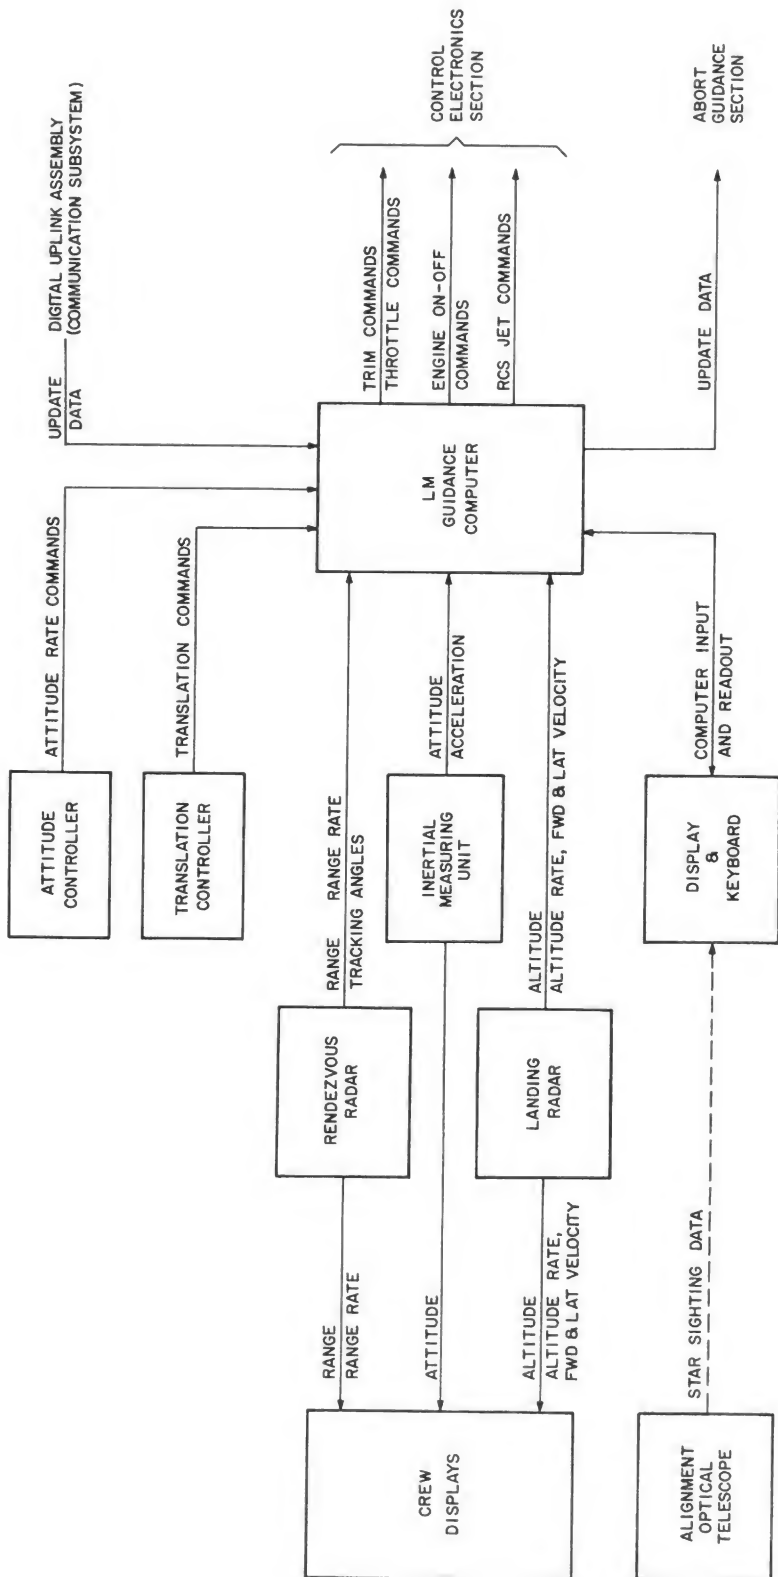 UPDATE
DATA
DIGITAL UPLINK ASSEMBLY
(COMMUNICATION SUBSYSTEM)
ATTITUDE
CONTROLLER
ATTITUDE RATE COMMANDS
TRANSLATION
CONTROLLER
TRANSLATION COMMANDS
CREW
DISPLAYS
RANGE
RANGE RATE
RENDEZVOUS
RADAR
RANGE RANGE RATE
TRACKING ANGLES
ATTITUDE
INERTIAL
MEASURING
UNIT
ATTITUDE
ACCELERATION
ALTITUDE
ALTITUDE RATE,
FWD & LAT VELOCITY
LANDING
RADAR
ALTITUDE
ALTITUDE RATE, FWD & LAT VELOCITY
LM
GUIDANCE
COMPUTER
TRIM COMMANDS
THROTTLE COMMANDS
ENGINE ON-OFF
COMMANDS
RCS JET COMMANDS
CONTROL
ELECTRONICS
SECTION
ALIGNMENT
OPTICAL
TELESCOPE
STAR SIGHTING DATA
DISPLAY
&
KEYBOARD
COMPUTER INPUT
AND READOUT
UPDATE DATA
ABORT
GUIDANCE
SECTION